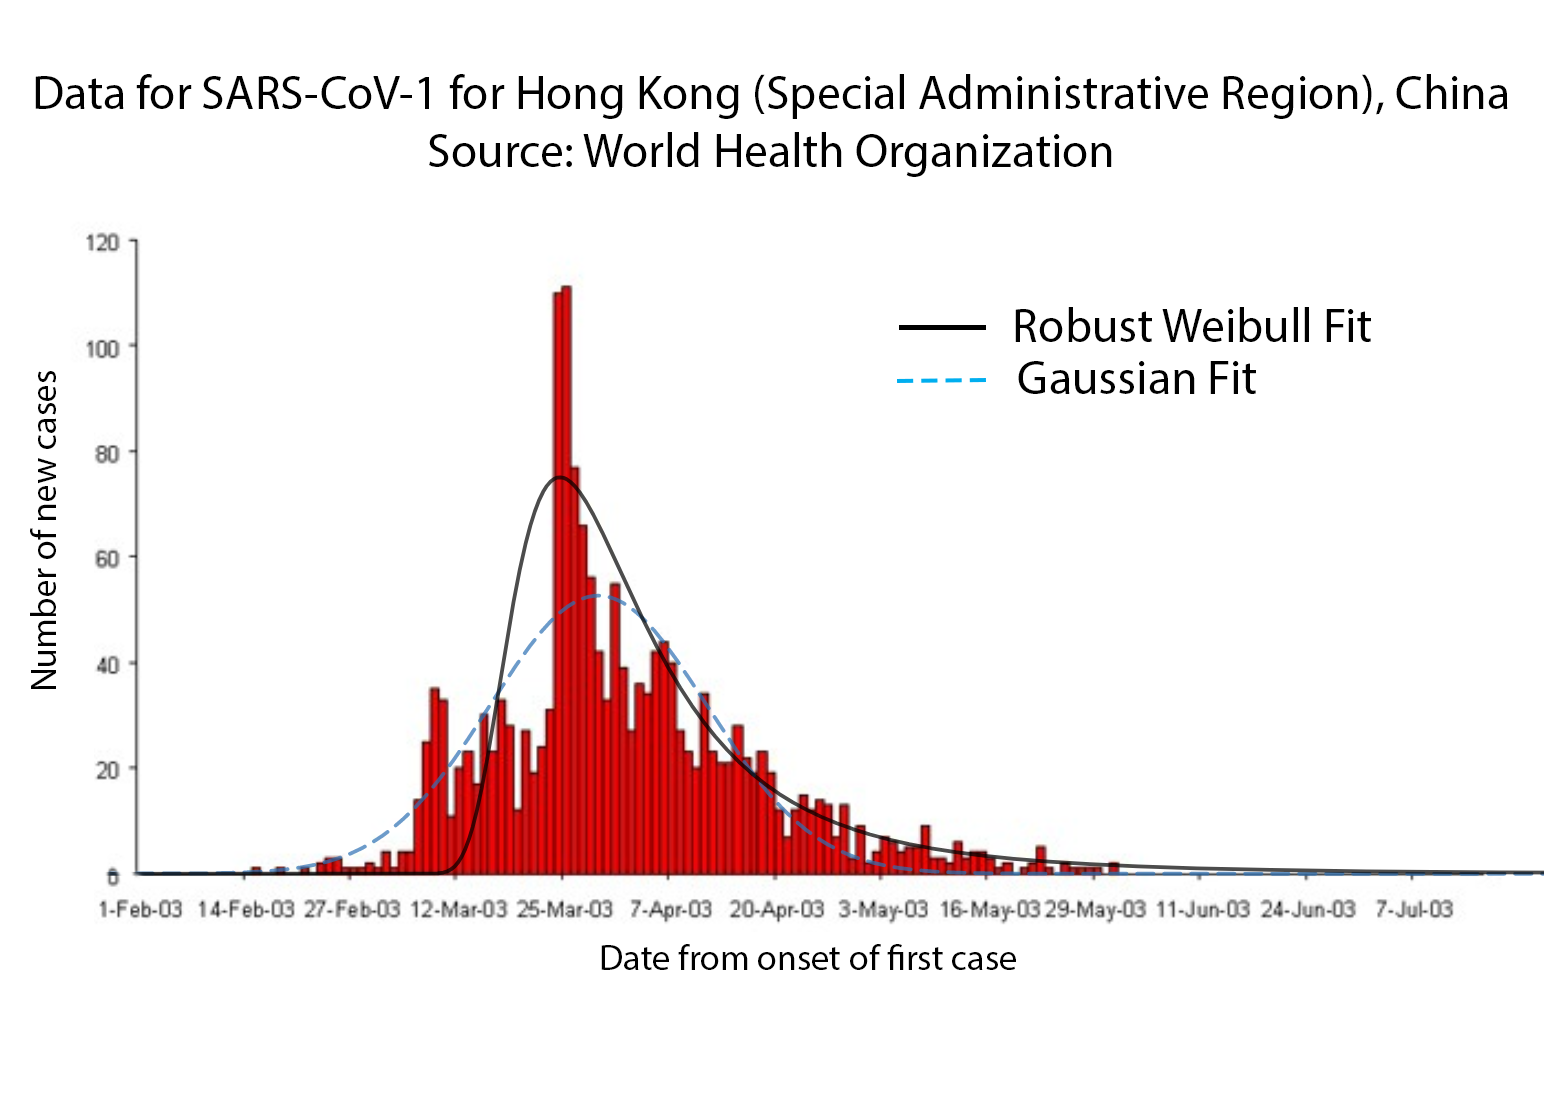 Data for SARS-CoV-1 for Hong Kong (Special Administrative Region), China
Source: World Health Organization
120
100
80
60
40
20
0
Number of new cases
Robust Weibull Fit
Gaussian Fit
1-Feb-03 14-Feb-03 27-Feb-03 12-Mar-03 25-Mar-03 7-Apr-03 20-Apr-03 3-May-03 16-May-03 29-May-03 11-Jun-03 24-Jun-03 7-Jul-03
Date from onset of first case